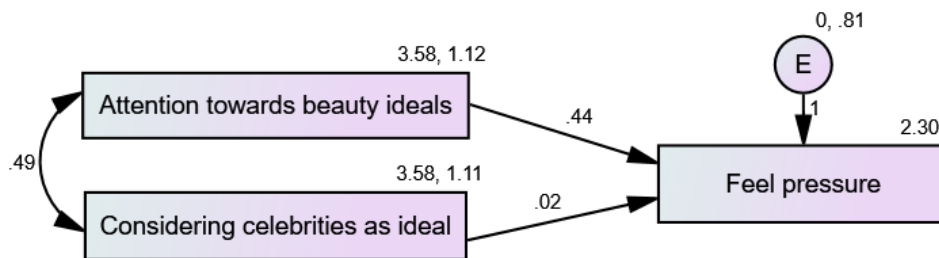 0, .81
E
3.58, 1.12
Attention towards beauty ideals
.44
1
2.30
.49
Feel pressure
3.58, 1.11
.02
Considering celebrities as ideal